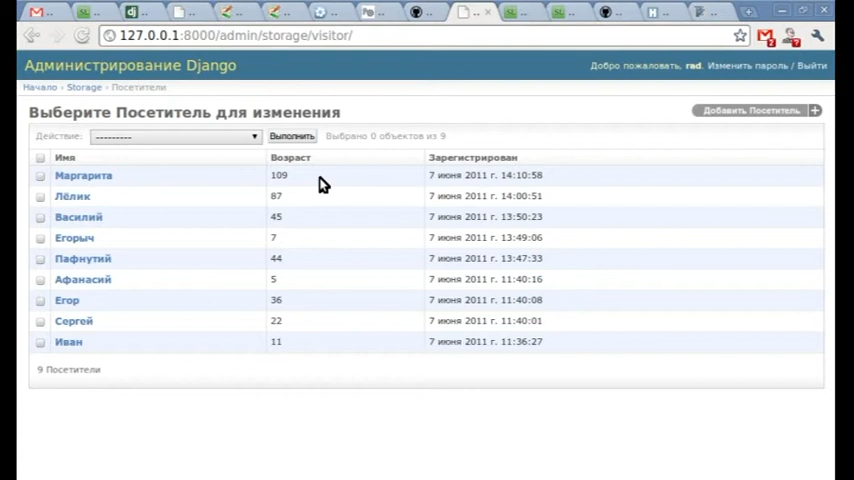 127.0.0.1:8000/admin/storage/visitor/
Администрирование Django
Добро пожаловать, rad. Изменить пароль / Выйти
Начало › Storage › Посетители
Выберите Посетитель для изменения
Добавить Посетитель +
Действие: --------- Выполнить Выбрано 0 объектов из 9
Имя Возраст Зарегистрирован
Маргарита 109 7 июня 2011 г. 14:10:58
Лёлик 87 7 июня 2011 г. 14:00:51
Василий 45 7 июня 2011 г. 13:50:23
Егорыч 7 7 июня 2011 г. 13:49:06
Пафнутий 44 7 июня 2011 г. 13:47:33
Афанасий 5 7 июня 2011 г. 11:40:16
Егор 36 7 июня 2011 г. 11:40:08
Сергей 22 7 июня 2011 г. 11:40:01
Иван 11 7 июня 2011 г. 11:36:27
9 Посетители